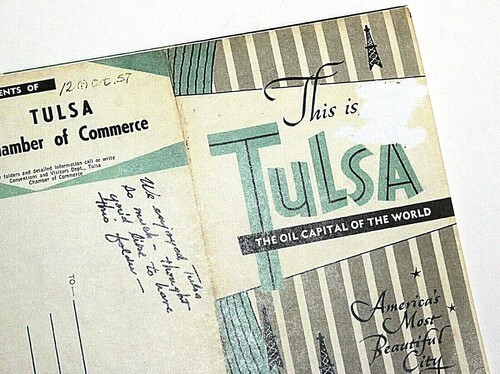 ENTS OF
12 Oct. 57
TULSA
hamber of Commerce
folders and detailed information call or write
Conventions and Visitors Dept., Tulsa
Chamber of Commerce
We enjoyed Tulsa
so much - thought
you'd like to have
this folder -
TO
This is
TULSA
THE OIL CAPITAL OF THE WORLD
America's
Most
Beautiful
City